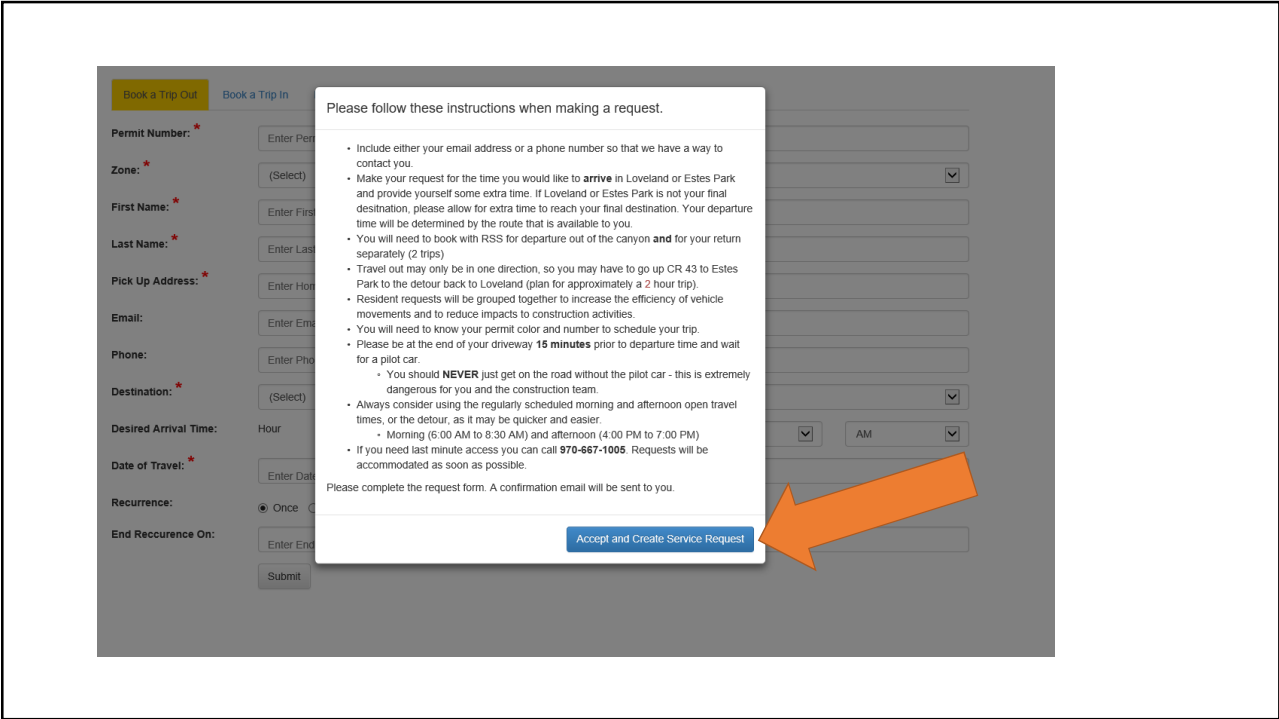 Book a Trip Out Book a Trip In
Please follow these instructions when making a request.
Permit Number: *
Enter
• Include either your email address or a phone number so that we have a way to
contact you.
Zone: *
(Select)
• Make your request for the time you would like to arrive in Loveland or Estes Park
and provide yourself some extra time. If Loveland or Estes Park is not your final
desitnation, please allow for extra time to reach your final destination. Your departure
time will be determined by the route that is available to you.
First Name: *
Enter First
Last Name: *
Enter Last
• You will need to book with RSS for departure out of the canyon and for your return
separately (2 trips)
• Travel out may only be in one direction, so you may have to go up CR 43 to Estes
Park to the detour back to Loveland (plan for approximately a 2 hour trip).
Pick Up Address: *
Enter
• Resident requests will be grouped together to increase the efficiency of vehicle
movements and to reduce impacts to construction activities.
Email:
Enter
• You will need to know your permit color and number to schedule your trip.
• Please be at the end of your driveway 15 minutes prior to departure time and wait
for a pilot car.
Phone:
Enter
▫ You should NEVER just get on the road without the pilot car - this is extremely
dangerous for you and the construction team.
Destination: *
(Select)
• Always consider using the regularly scheduled morning and afternoon open travel
times, or the detour, as it may be quicker and easier.
▫ Morning (6:00 AM to 8:30 AM) and afternoon (4:00 PM to 7:00 PM)
Desired Arrival Time:
Hour
AM
• If you need last minute access you can call 970-667-1005. Requests will be
accommodated as soon as possible.
Date of Travel: *
Enter Date
Please complete the request form. A confirmation email will be sent to you.
Recurrence:
Once
End Reccurence On:
Enter End
Accept and Create Service Request
Submit